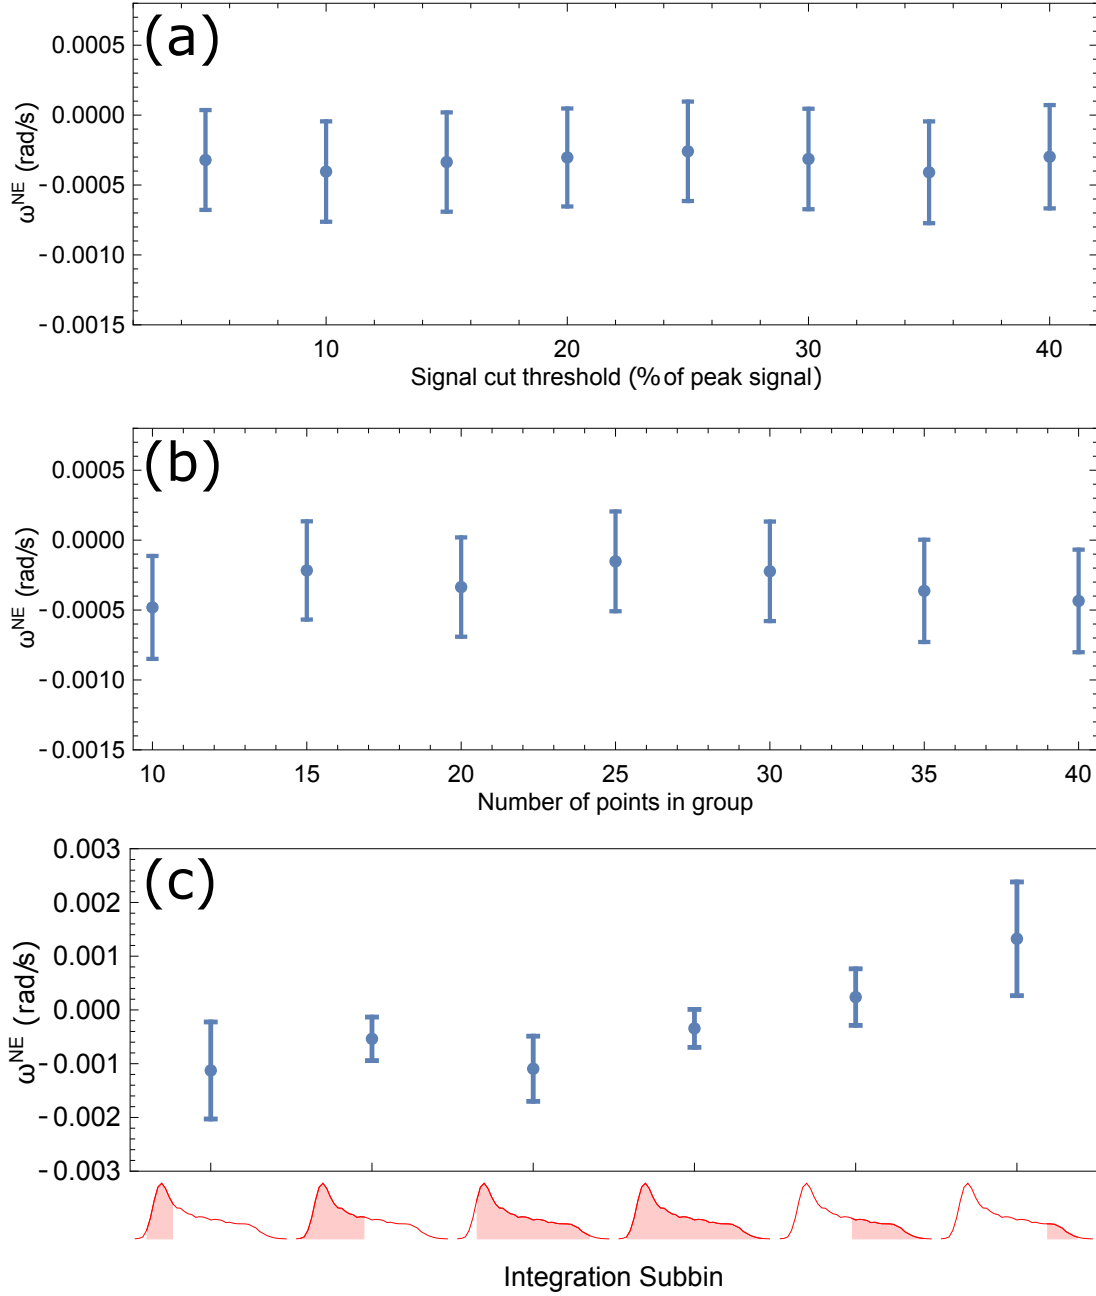 (a)
0.0005
0.0000
-0.0005
-0.0010
-0.0015
ω^NE (rad/s)
10 20 30 40
Signal cut threshold (% of peak signal)
(b)
0.0005
0.0000
-0.0005
-0.0010
-0.0015
ω^NE (rad/s)
10 15 20 25 30 35 40
Number of points in group
(c)
0.003
0.002
0.001
0.000
-0.001
-0.002
-0.003
ω^NE (rad/s)
Integration Subbin